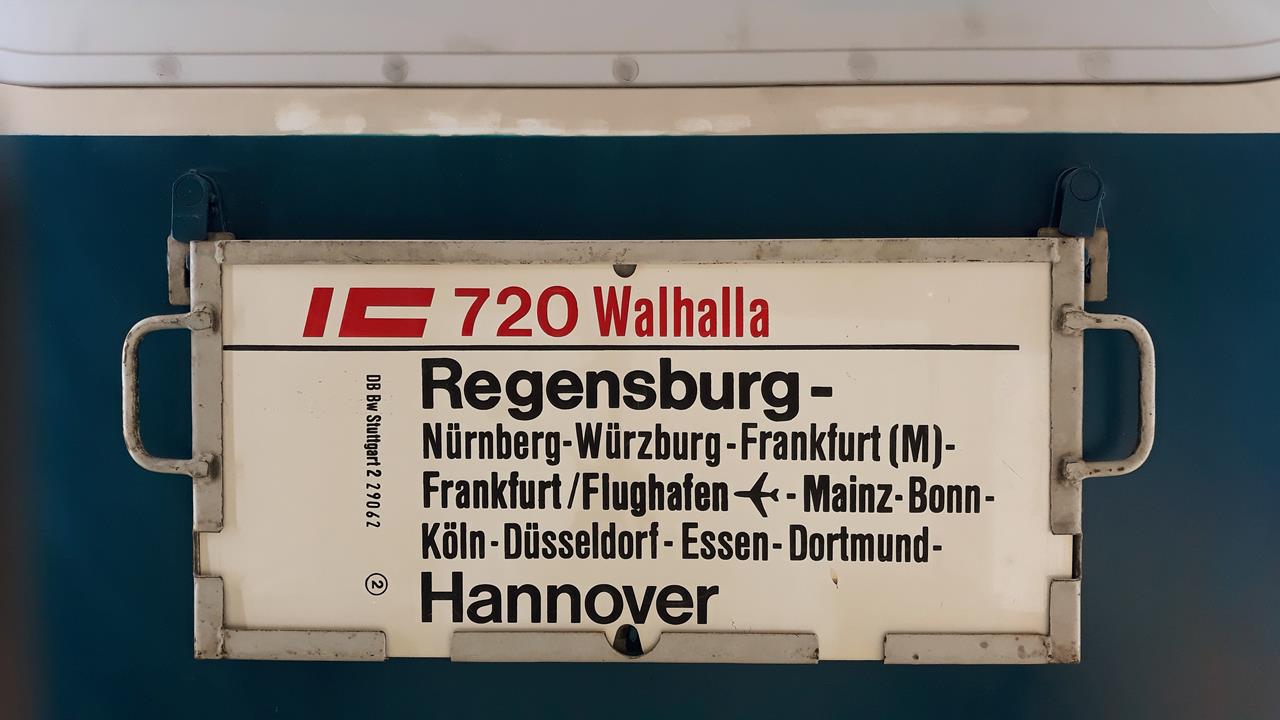 IC 720 Walhalla
Regensburg-
Nürnberg-Würzburg-Frankfurt (M)-
Frankfurt/Flughafen - Mainz-Bonn-
Köln-Düsseldorf-Essen-Dortmund-
Hannover
DB Bw Stuttgart 2 29062
②